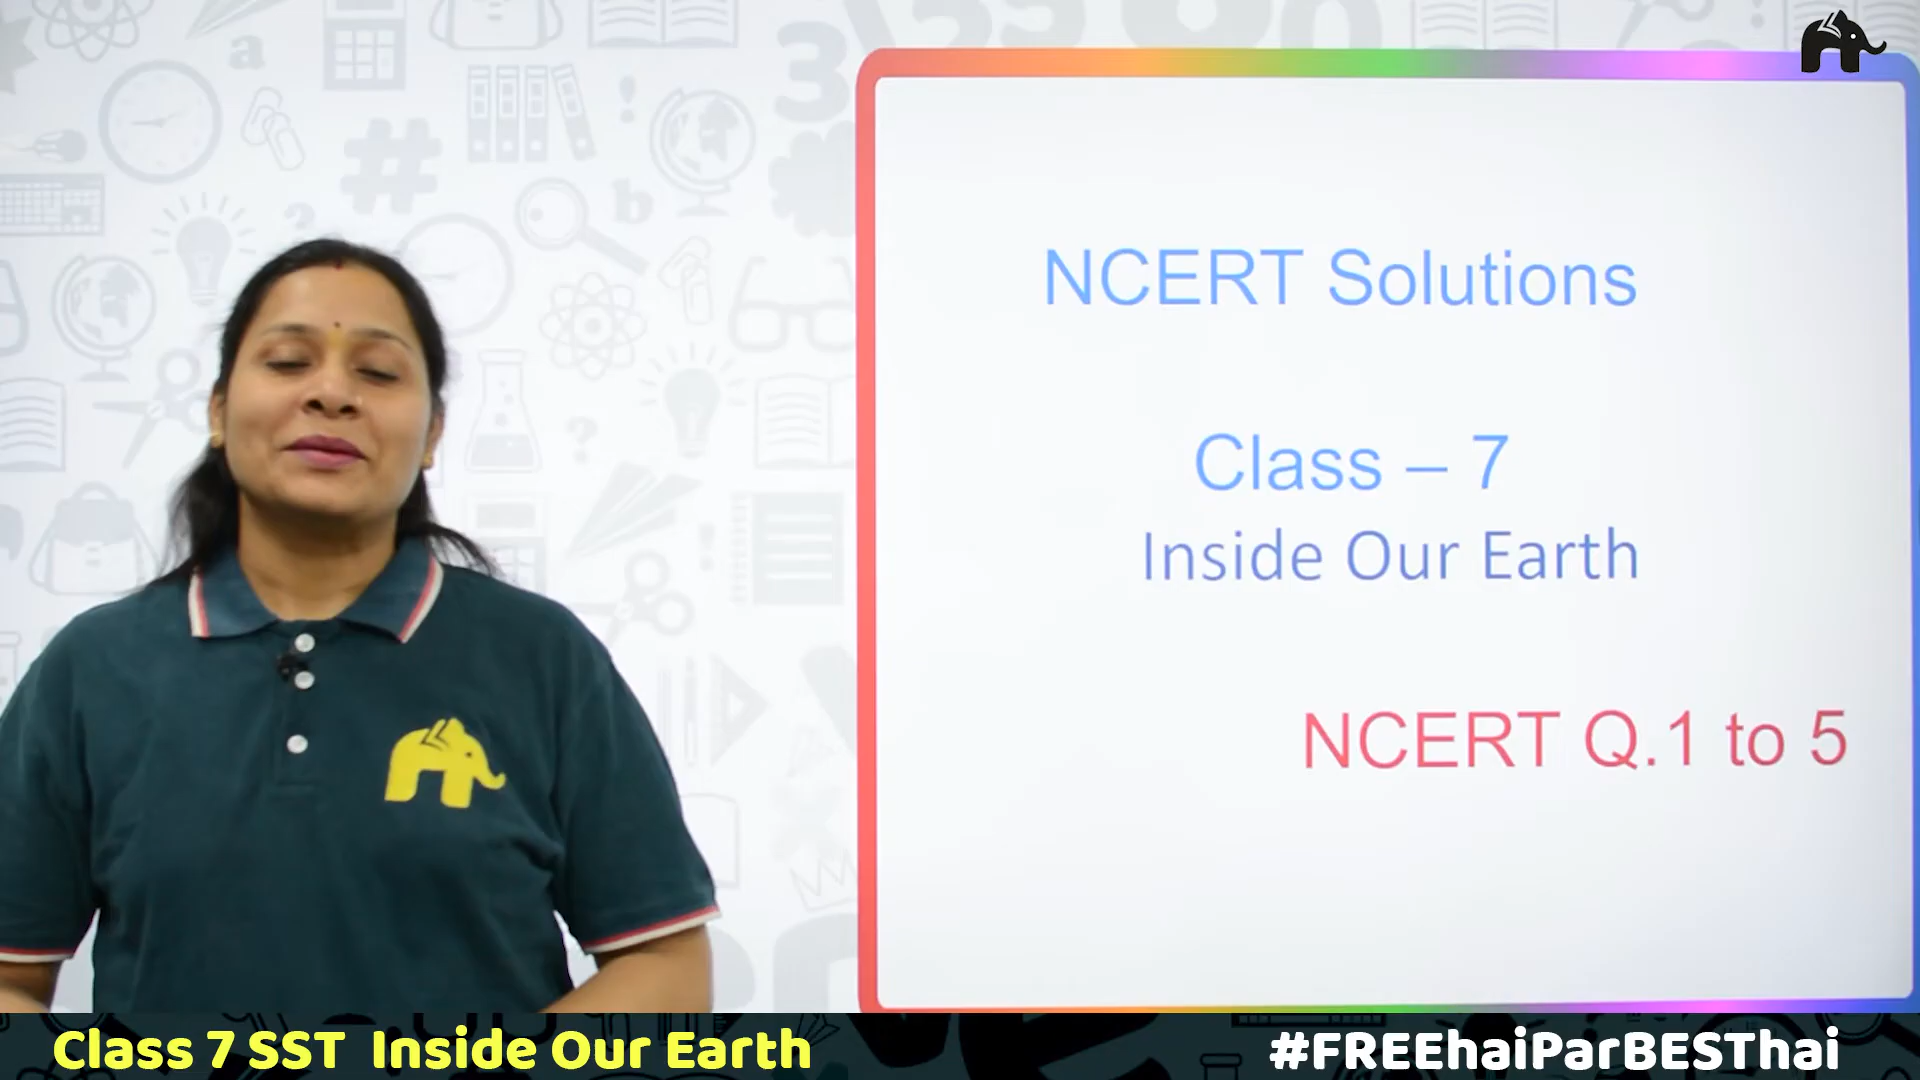 NCERT Solutions
Class – 7
Inside Our Earth
NCERT Q.1 to 5
Class 7 SST Inside Our Earth
#FREEhaiParBESThai